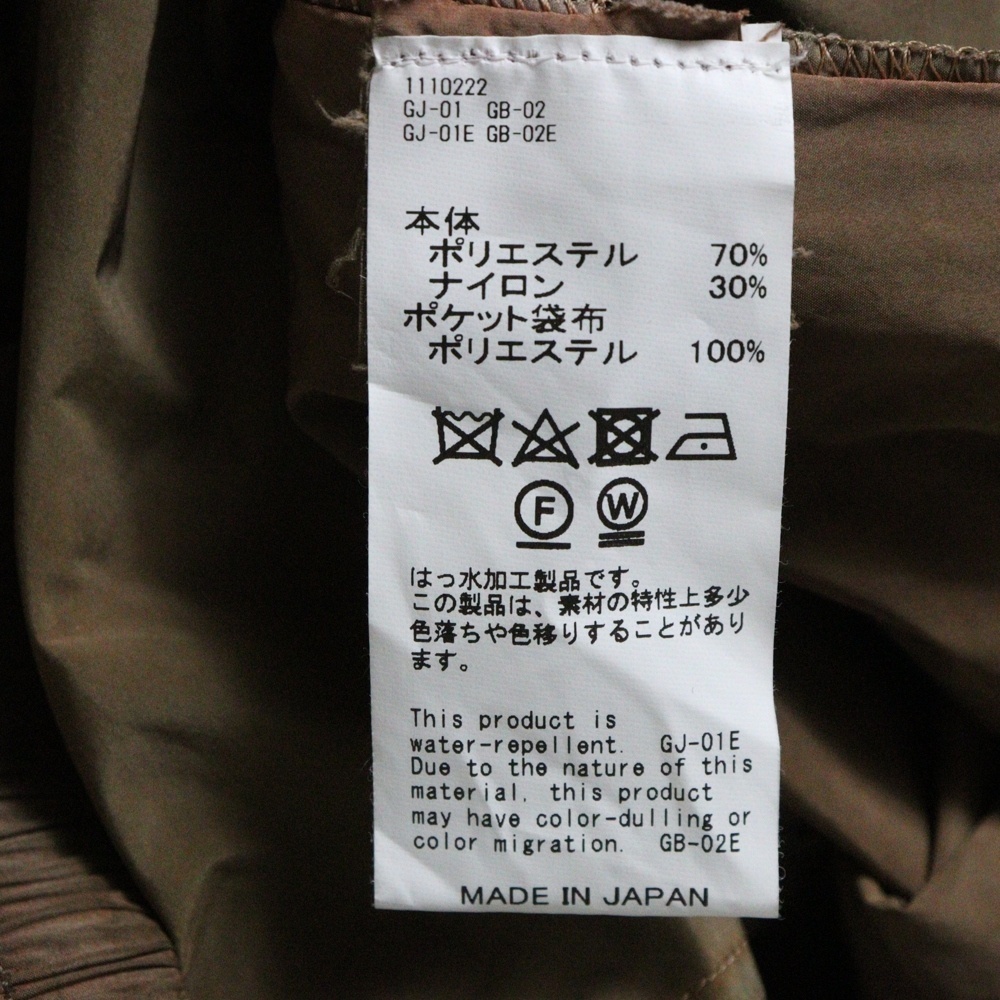 1110222
GJ-01 GB-02
GJ-01E GB-02E
本体
ポリエステル 70%
ナイロン 30%
ポケット袋布
ポリエステル 100%
F W
はっ水加工製品です。
この製品は、素材の特性上多少
色落ちや色移りすることがあり
ます。
This product is
water-repellent. GJ-01E
Due to the nature of this
material, this product
may have color-dulling or
color migration. GB-02E
MADE IN JAPAN